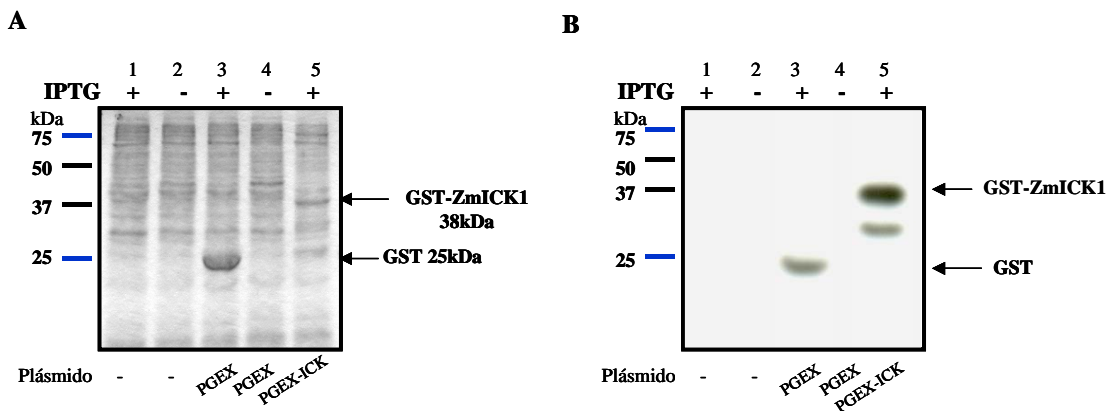 A
1 2 3 4 5
IPTG + - + - +
kDa
75
50
37
25
GST-ZmICK1
38kDa
GST 25kDa
Plásmido - - PGEX PGEX PGEX-ICK
B
1 2 3 4 5
IPTG + - + - +
kDa
75
50
37
25
GST-ZmICK1
GST
Plásmido - - PGEX PGEX PGEX-ICK